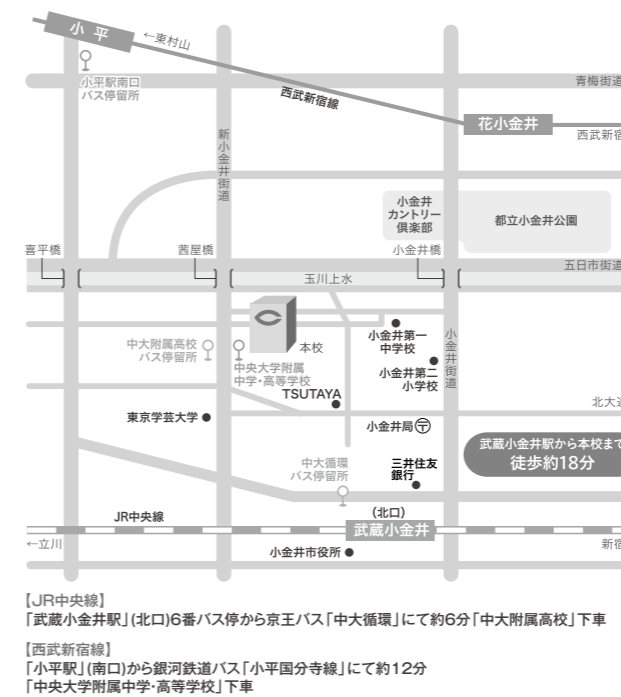 小平
←東村山
小平駅南口
バス停留所
西武新宿線
青梅街道
花小金井
西武新宿
新小金井街道
小金井
カントリー
倶楽部
都立小金井公園
喜平橋
茜屋橋
小金井橋
五日市街道
玉川上水
本校
小金井第一
中学校
小金井街道
中大附属高校
バス停留所
中央大学附属
中学・高等学校
小金井第二
小学校
TSUTAYA
北大通
東京学芸大学
小金井局
武蔵小金井駅から本校まで
徒歩約18分
中大循環
バス停留所
三井住友
銀行
JR中央線
(北口)
武蔵小金井
←立川
新宿
小金井市役所
【JR中央線】
「武蔵小金井駅」(北口)6番バス停から京王バス「中大循環」にて約6分「中大附属高校」下車
【西武新宿線】
「小平駅」(南口)から銀河鉄道バス「小平国分寺線」にて約12分
「中央大学附属中学・高等学校」下車